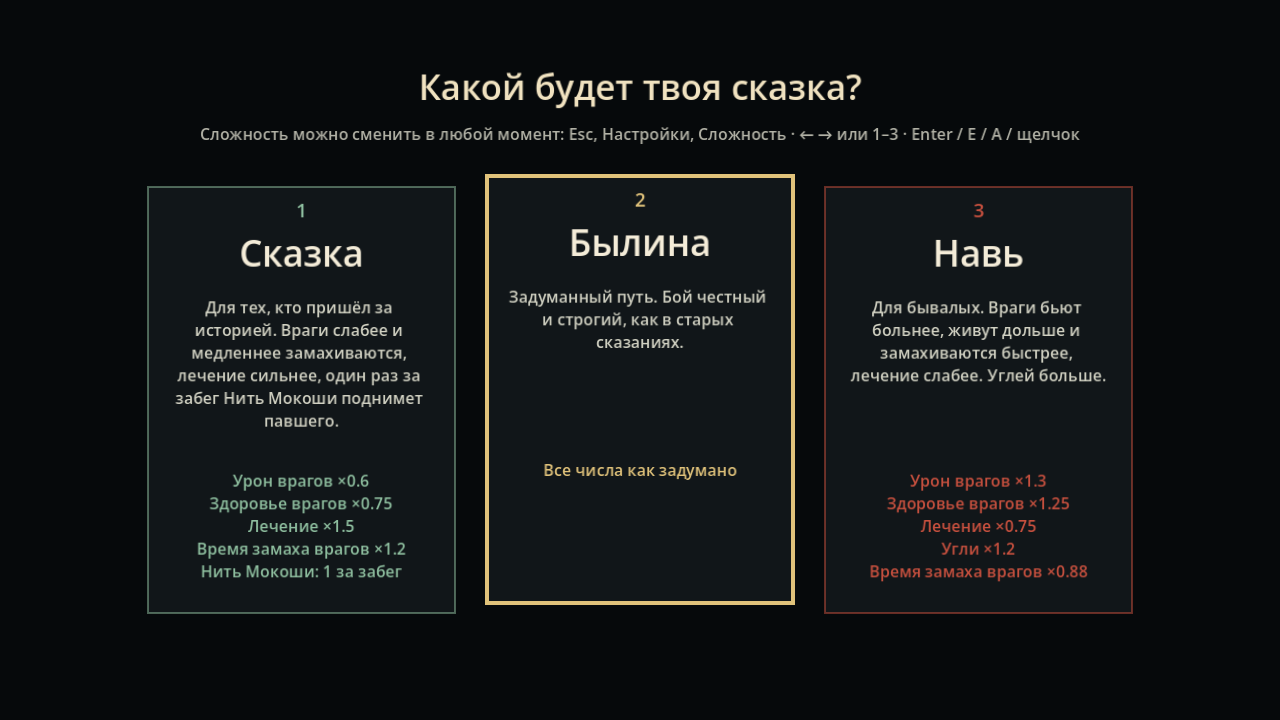 Какой будет твоя сказка?
Сложность можно сменить в любой момент: Esc, Настройки, Сложность · ← → или 1–3 · Enter / E / A / щелчок
1
Сказка
Для тех, кто пришёл за
историей. Враги слабее и
медленнее замахиваются,
лечение сильнее, один раз за
забег Нить Мокоши поднимет
павшего.
Урон врагов ×0.6
Здоровье врагов ×0.75
Лечение ×1.5
Время замаха врагов ×1.2
Нить Мокоши: 1 за забег
2
Былина
Задуманный путь. Бой честный
и строгий, как в старых
сказаниях.
Все числа как задумано
3
Навь
Для бывалых. Враги бьют
больнее, живут дольше и
замахиваются быстрее,
лечение слабее. Углей больше.
Урон врагов ×1.3
Здоровье врагов ×1.25
Лечение ×0.75
Угли ×1.2
Время замаха врагов ×0.88